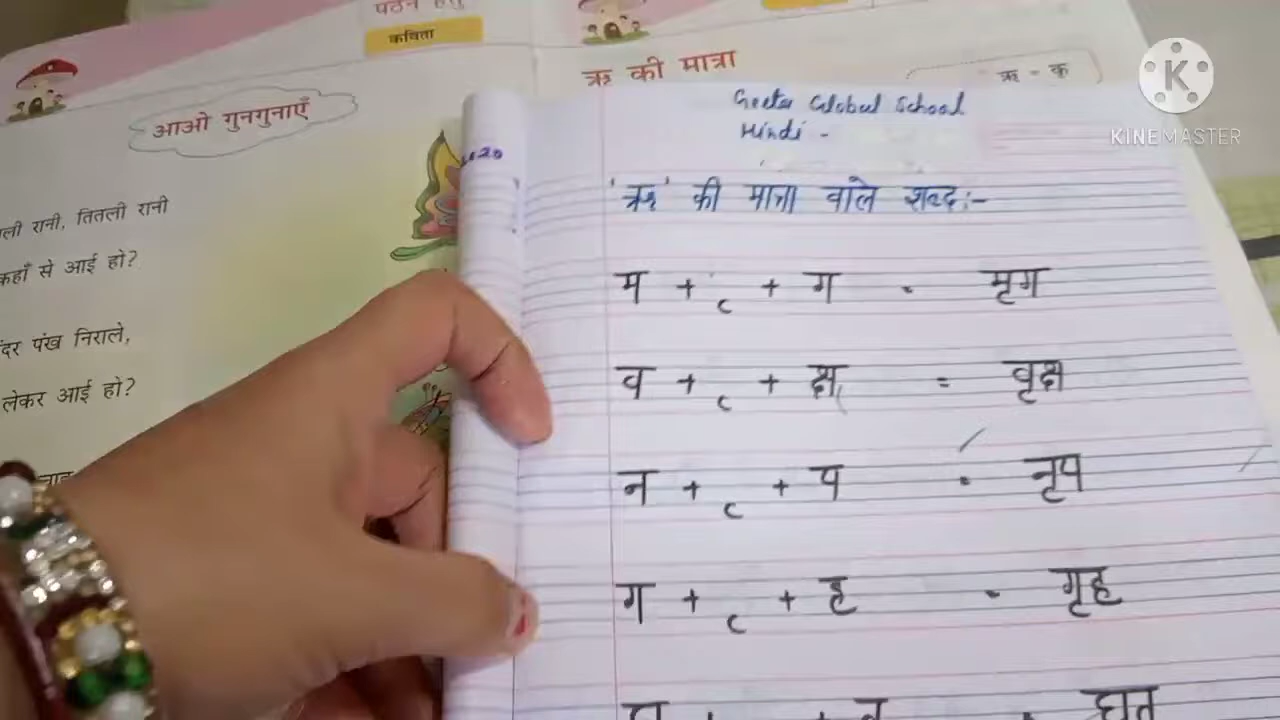 पठन हेतु
कविता
आओ गुनगुनाएँ
ली रानी, तितली रानी
कहाँ से आई हो?
ंदर पंख निराले,
लेकर आई हो?
ऋ की मात्रा
ऋ - क
KINEMASTER
Geeta Global School
Hindi -
'ऋ' की मात्रा वाले शब्द :-
म + ृ + ग - मृग
व + ृ + क्ष = वृक्ष
न + ृ + प - नृप
ग + ृ + ह - गृह